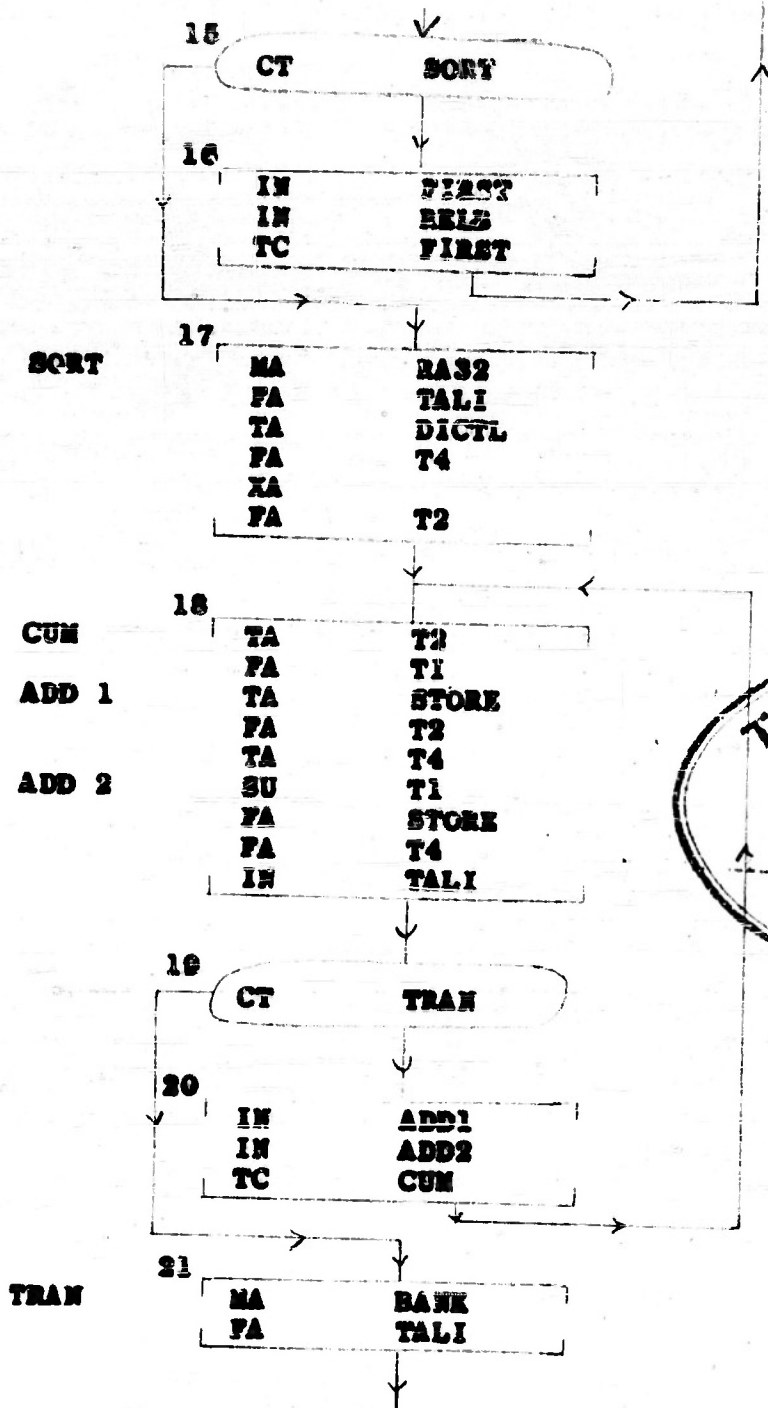 15
CT SORT
16
IN FIRST
IN RELB
TC FIRST
17
SORT MA RA32
FA TALI
TA DICTL
FA T4
XA
FA T2
18
CUM TA T2
FA T1
ADD 1 TA STORE
FA T2
TA T4
ADD 2 SU T1
FA STORE
FA T4
IN TALI
19
CT TRAN
20
IN ADD1
IN ADD2
TC CUM
21
TRAN MA BANK
FA TALI